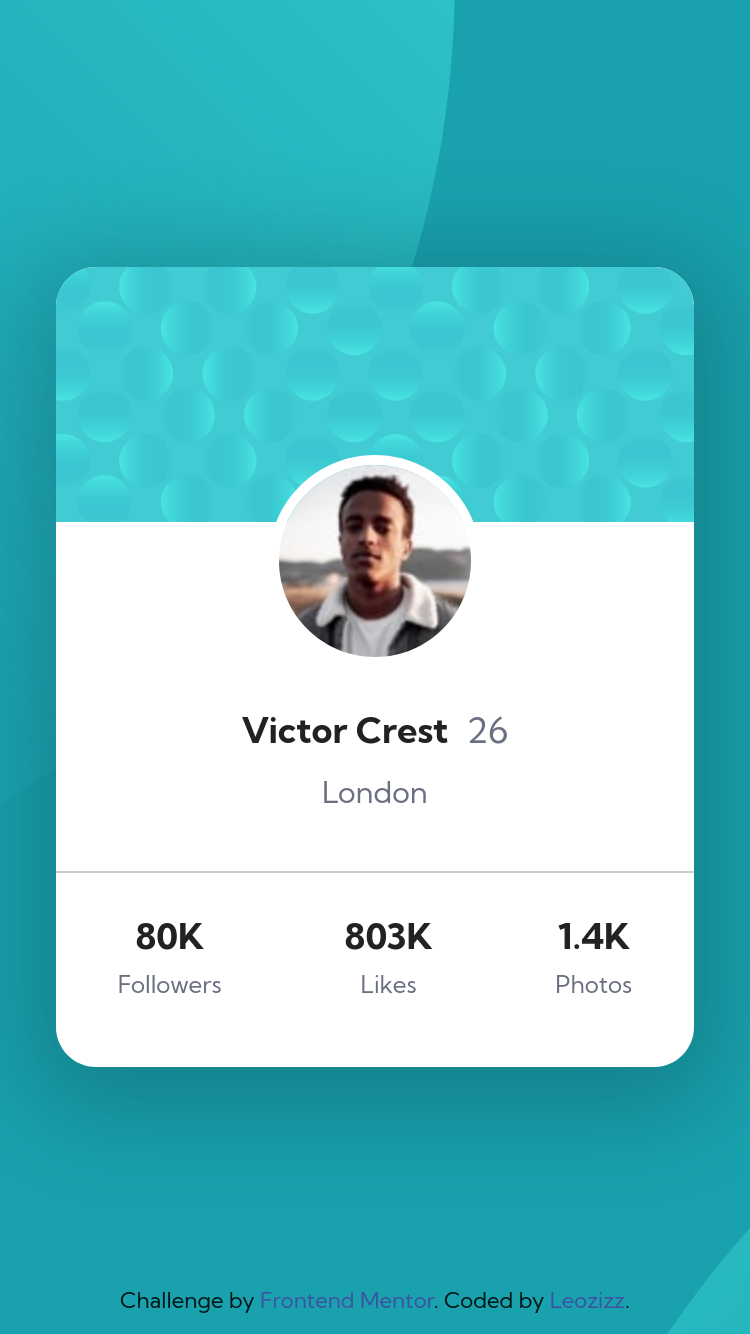 Victor Crest 26
London
80K 803K 1.4K
Followers Likes Photos
Challenge by Frontend Mentor. Coded by Leozizz.